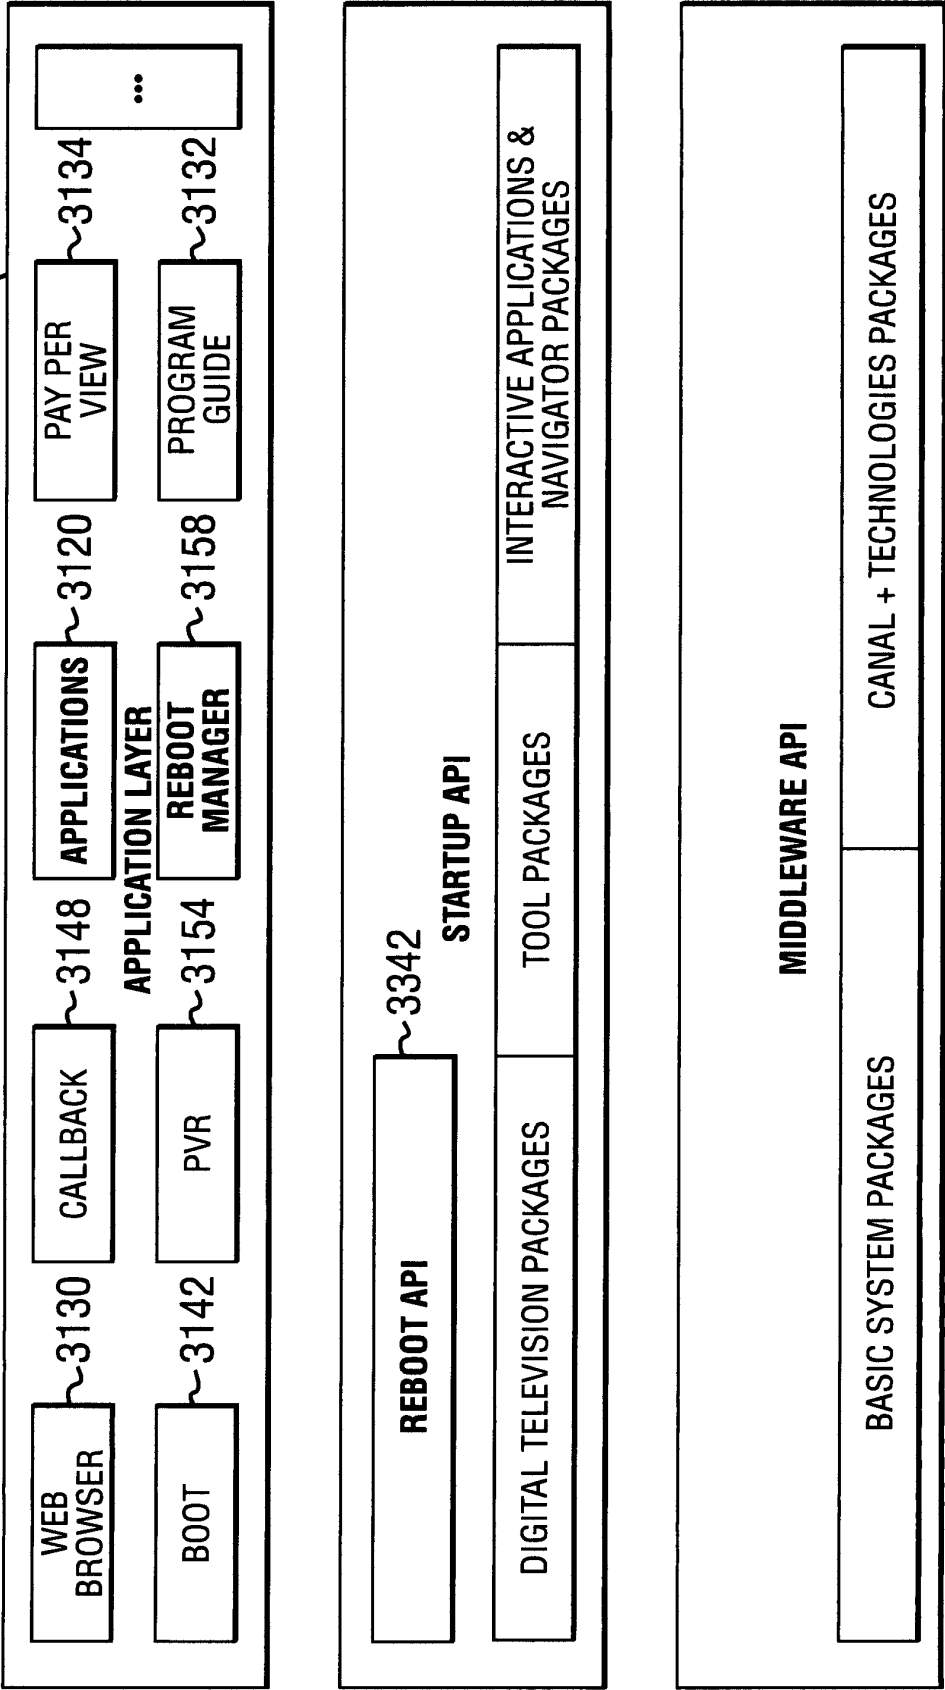 WEB
BROWSER
3130
CALLBACK
3148
APPLICATIONS
3120
PAY PER
VIEW
3134
...
APPLICATION LAYER
BOOT
3142
PVR
3154
REBOOT
MANAGER
3158
PROGRAM
GUIDE
3132
REBOOT API
3342
STARTUP API
DIGITAL TELEVISION PACKAGES
TOOL PACKAGES
INTERACTIVE APPLICATIONS &
NAVIGATOR PACKAGES
MIDDLEWARE API
BASIC SYSTEM PACKAGES
CANAL + TECHNOLOGIES PACKAGES